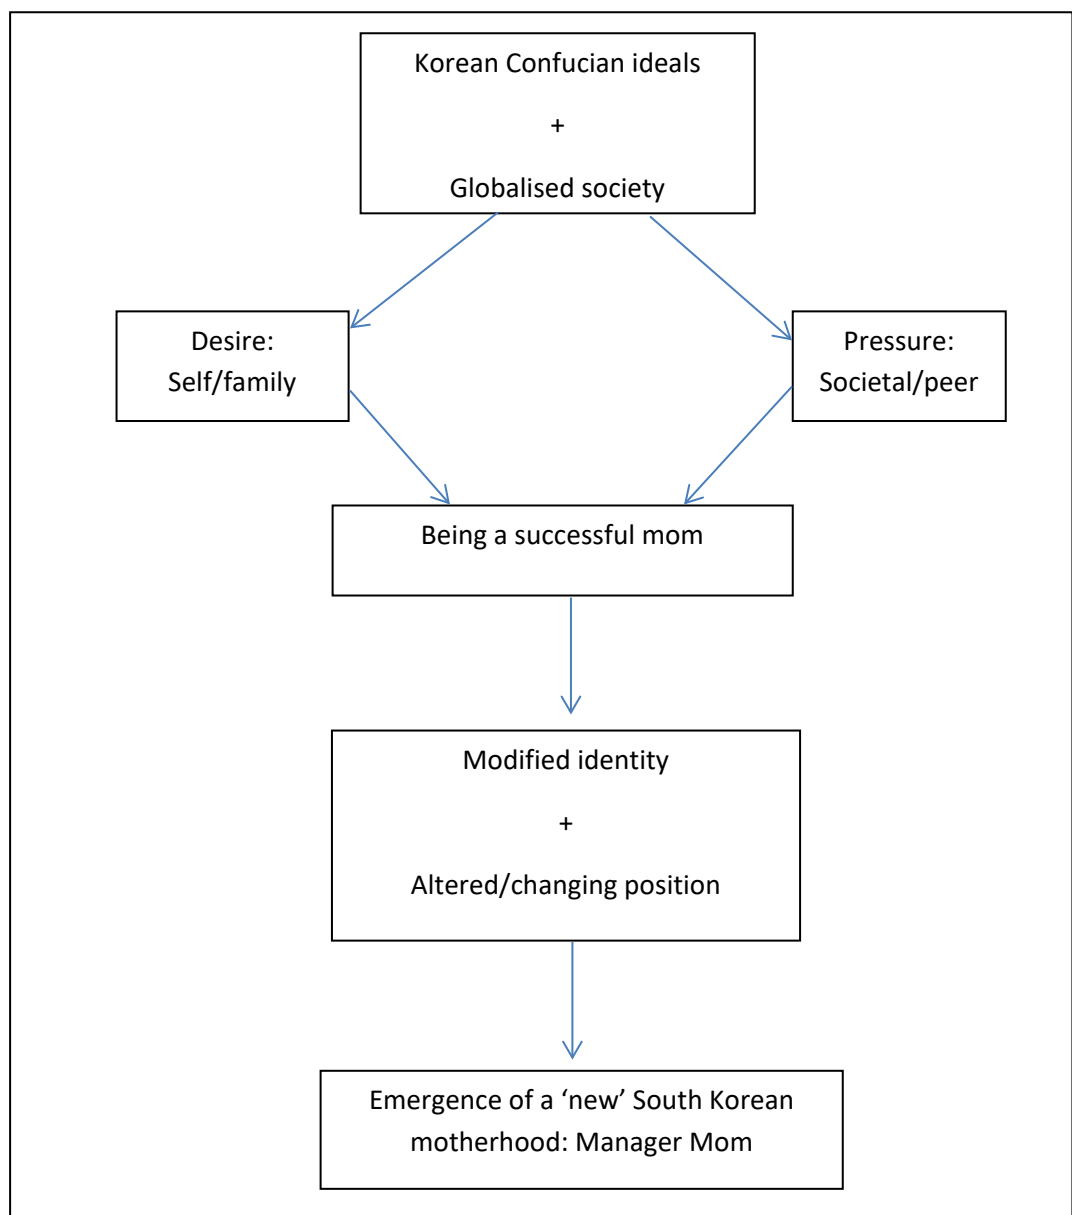 Korean Confucian ideals
+
Globalised society
Desire:
Self/family
Pressure:
Societal/peer
Being a successful mom
Modified identity
+
Altered/changing position
Emergence of a ‘new’ South Korean
motherhood: Manager Mom